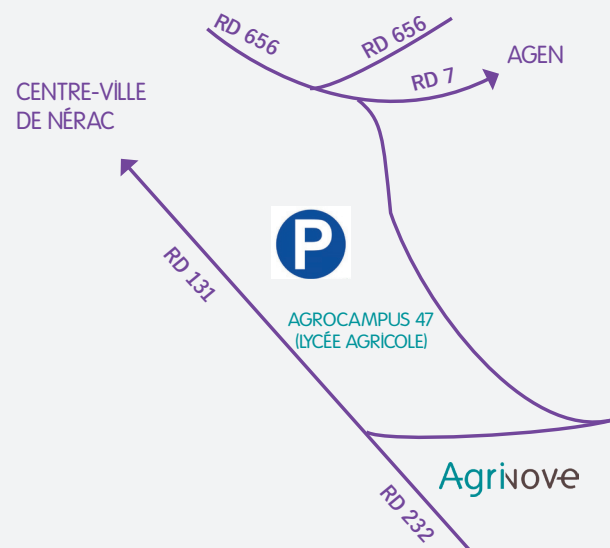 RD 656
RD 656
AGEN
RD 7
CENTRE-VILLE
DE NÉRAC
P
RD 131
AGROCAMPUS 47
(LYCÉE AGRICOLE)
Agrinove
RD 232